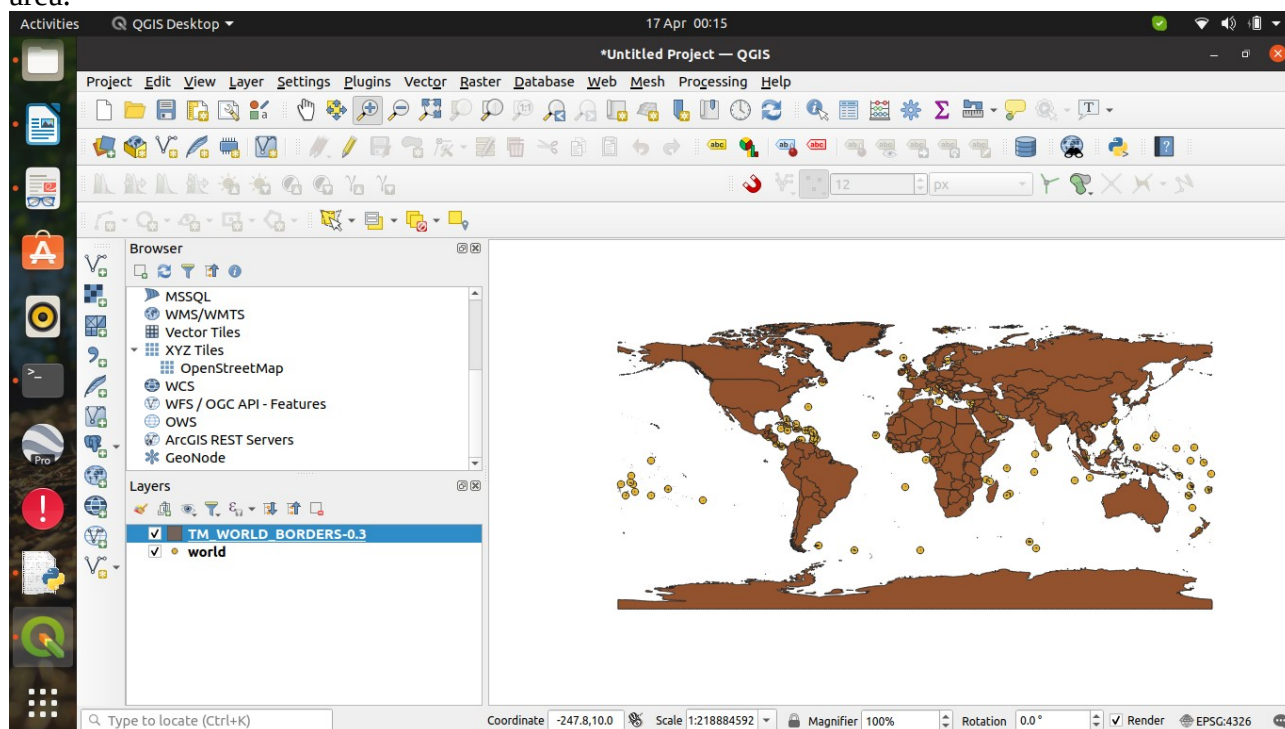 area.
Activities QGIS Desktop 17 Apr 00:15
*Untitled Project — QGIS
Project Edit View Layer Settings Plugins Vector Raster Database Web Mesh Processing Help
abc abc abc
12 px
Browser
MSSQL
WMS/WMTS
Vector Tiles
XYZ Tiles
OpenStreetMap
WCS
WFS / OGC API - Features
OWS
ArcGIS REST Servers
GeoNode
Pro
Layers
TM_WORLD_BORDERS-0.3
world
Type to locate (Ctrl+K) Coordinate -247.8,10.0 Scale 1:218884592 Magnifier 100% Rotation 0.0° Render EPSG:4326